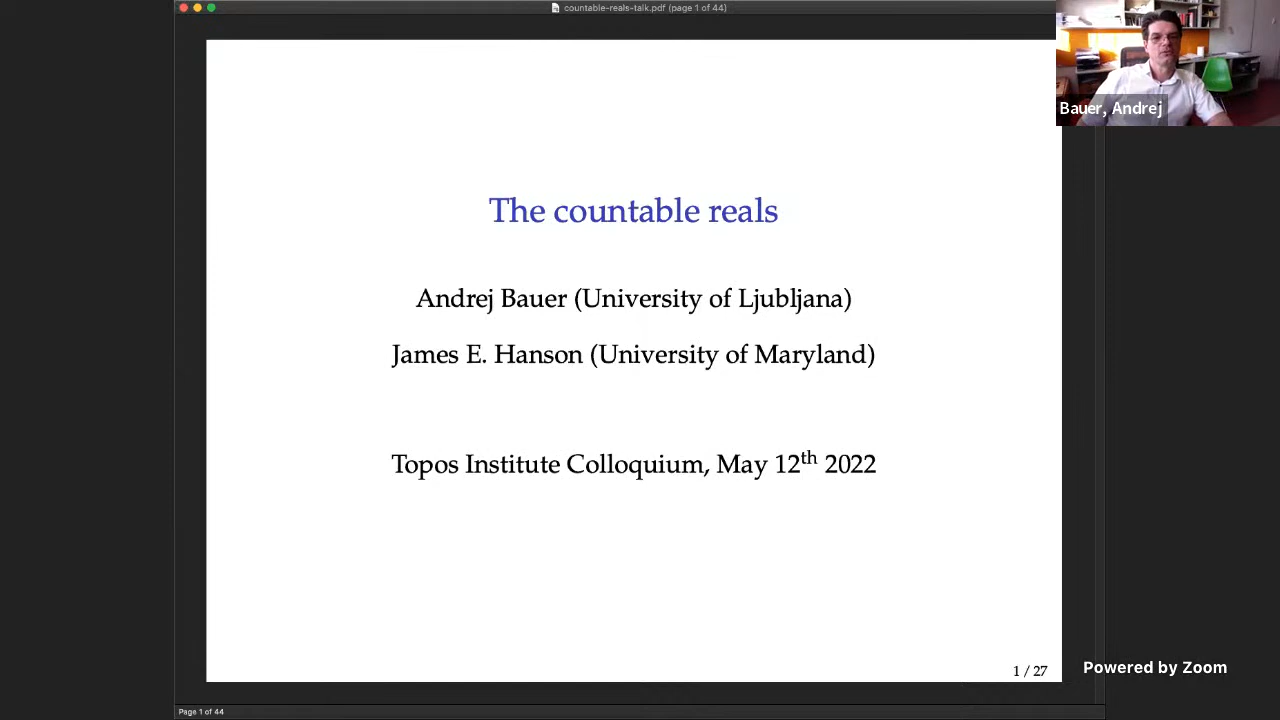 countable-reals-talk.pdf (page 1 of 44)
Bauer, Andrej
The countable reals
Andrej Bauer (University of Ljubljana)
James E. Hanson (University of Maryland)
Topos Institute Colloquium, May 12th 2022
1 / 27
Powered by Zoom
Page 1 of 44